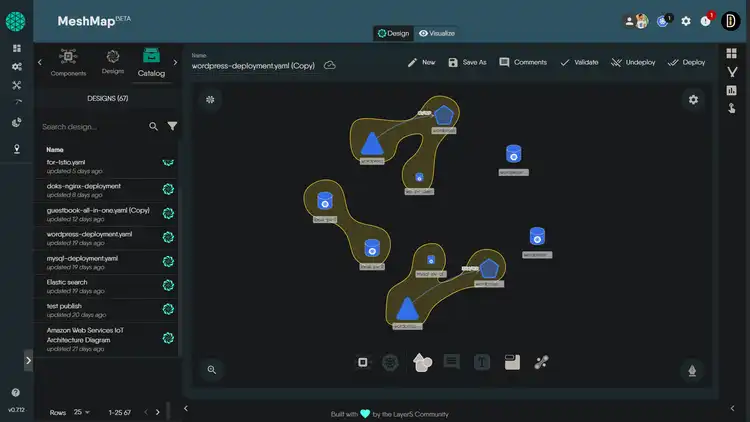 MeshMap BETA
1
1
Design
Visualize
Components
Designs
Catalog
Name
wordpress-deployment.yaml (Copy)
New
Save As
Comments
Validate
Undeploy
Deploy
DESIGNS (67)
Search design...
Name
for-Istio.yaml
updated 5 days ago
doks-nginx-deployment
updated 8 days ago
guestbook-all-in-one.yaml (Copy)
updated 12 days ago
wordpress-deployment.yaml
updated 19 days ago
mysql-deployment.yaml
updated 19 days ago
Elastic search
updated 19 days ago
test publish
updated 20 days ago
Amazon Web Services IoT
Architecture Diagram
updated 21 days ago
T
Rows
25
1-25 67
v0.7.12
Built with
by the Layer5 Community